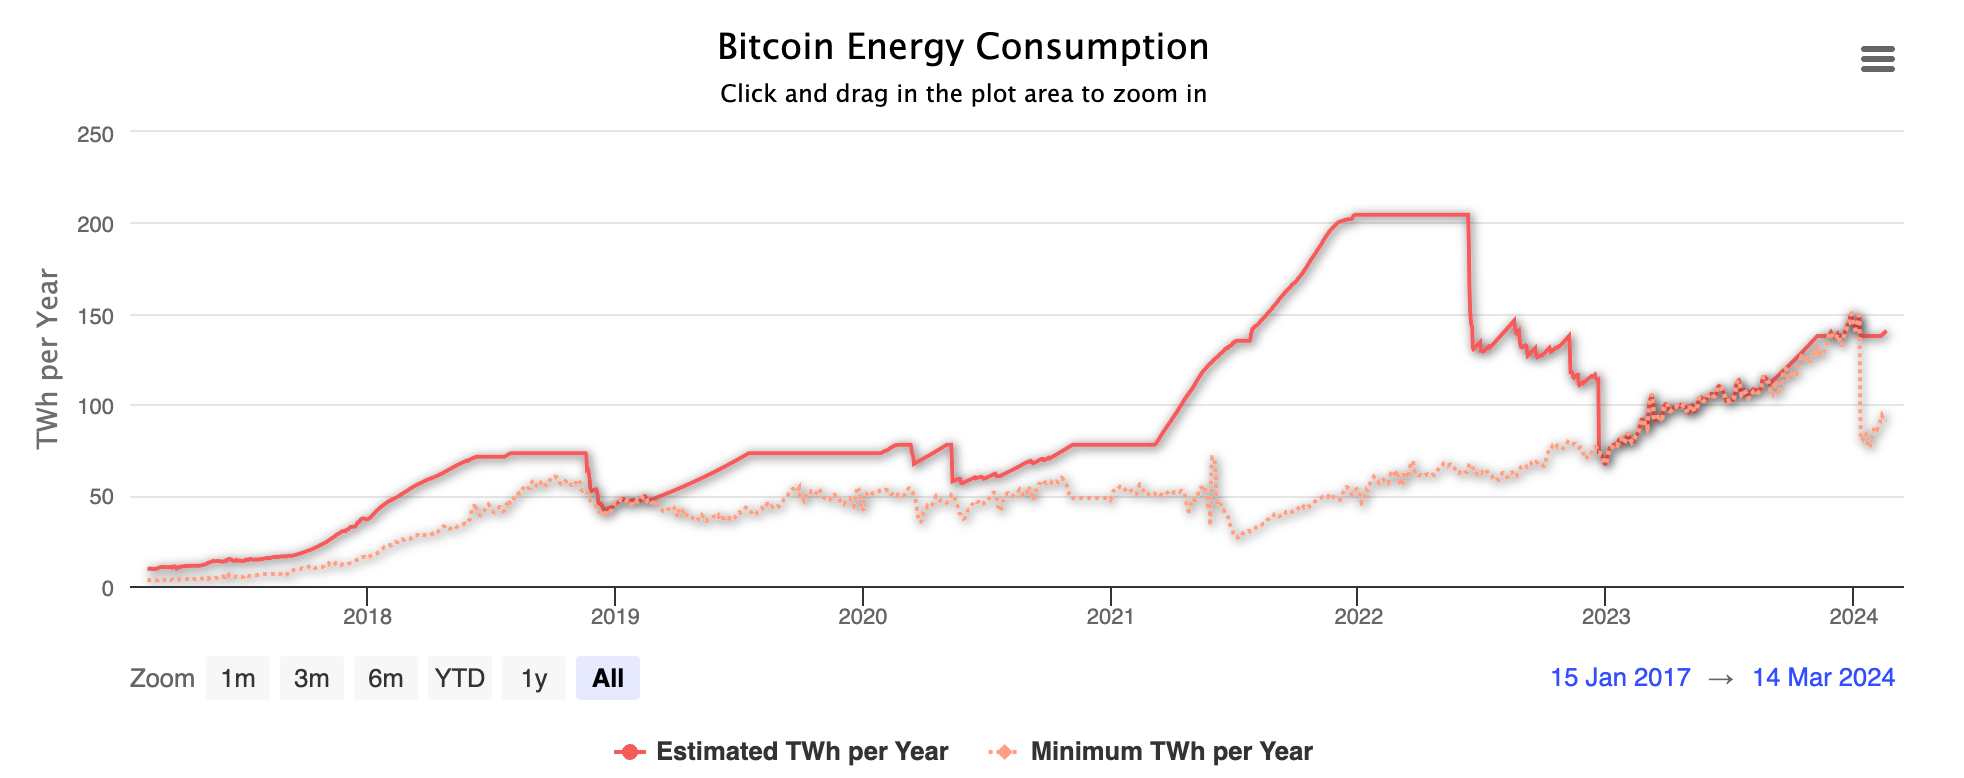 Bitcoin Energy Consumption
Click and drag in the plot area to zoom in
TWh per Year
250
200
150
100
50
0
2018 2019 2020 2021 2022 2023 2024
Zoom 1m 3m 6m YTD 1y All 15 Jan 2017 → 14 Mar 2024
Estimated TWh per Year Minimum TWh per Year